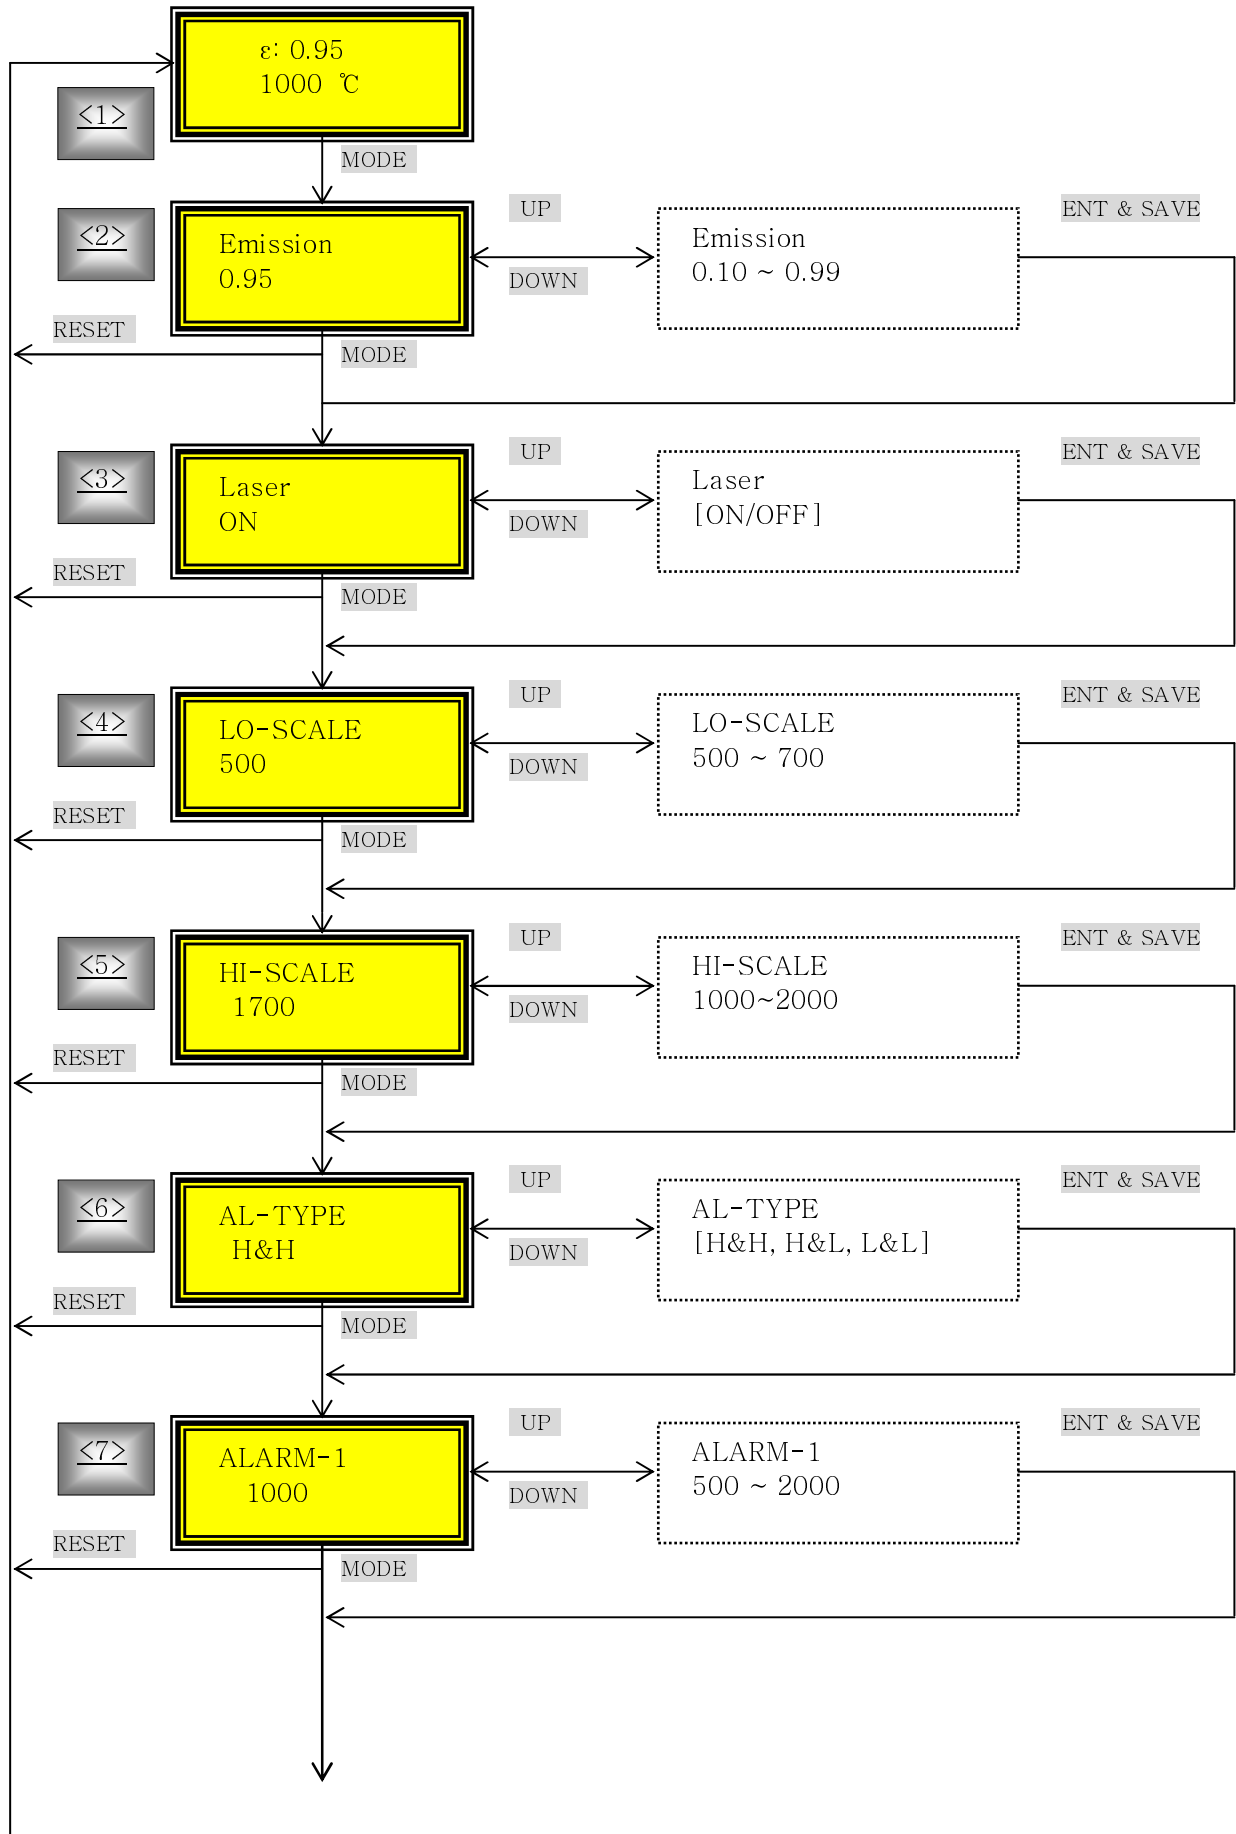 ε: 0.95
1000 ℃
<1>
MODE
<2>
Emission
0.95
UP
DOWN
Emission
0.10 ~ 0.99
ENT & SAVE
RESET
MODE
<3>
Laser
ON
UP
DOWN
Laser
[ON/OFF]
ENT & SAVE
RESET
MODE
<4>
LO-SCALE
500
UP
DOWN
LO-SCALE
500 ~ 700
ENT & SAVE
RESET
MODE
<5>
HI-SCALE
1700
UP
DOWN
HI-SCALE
1000~2000
ENT & SAVE
RESET
MODE
<6>
AL-TYPE
H&H
UP
DOWN
AL-TYPE
[H&H, H&L, L&L]
ENT & SAVE
RESET
MODE
<7>
ALARM-1
1000
UP
DOWN
ALARM-1
500 ~ 2000
ENT & SAVE
RESET
MODE